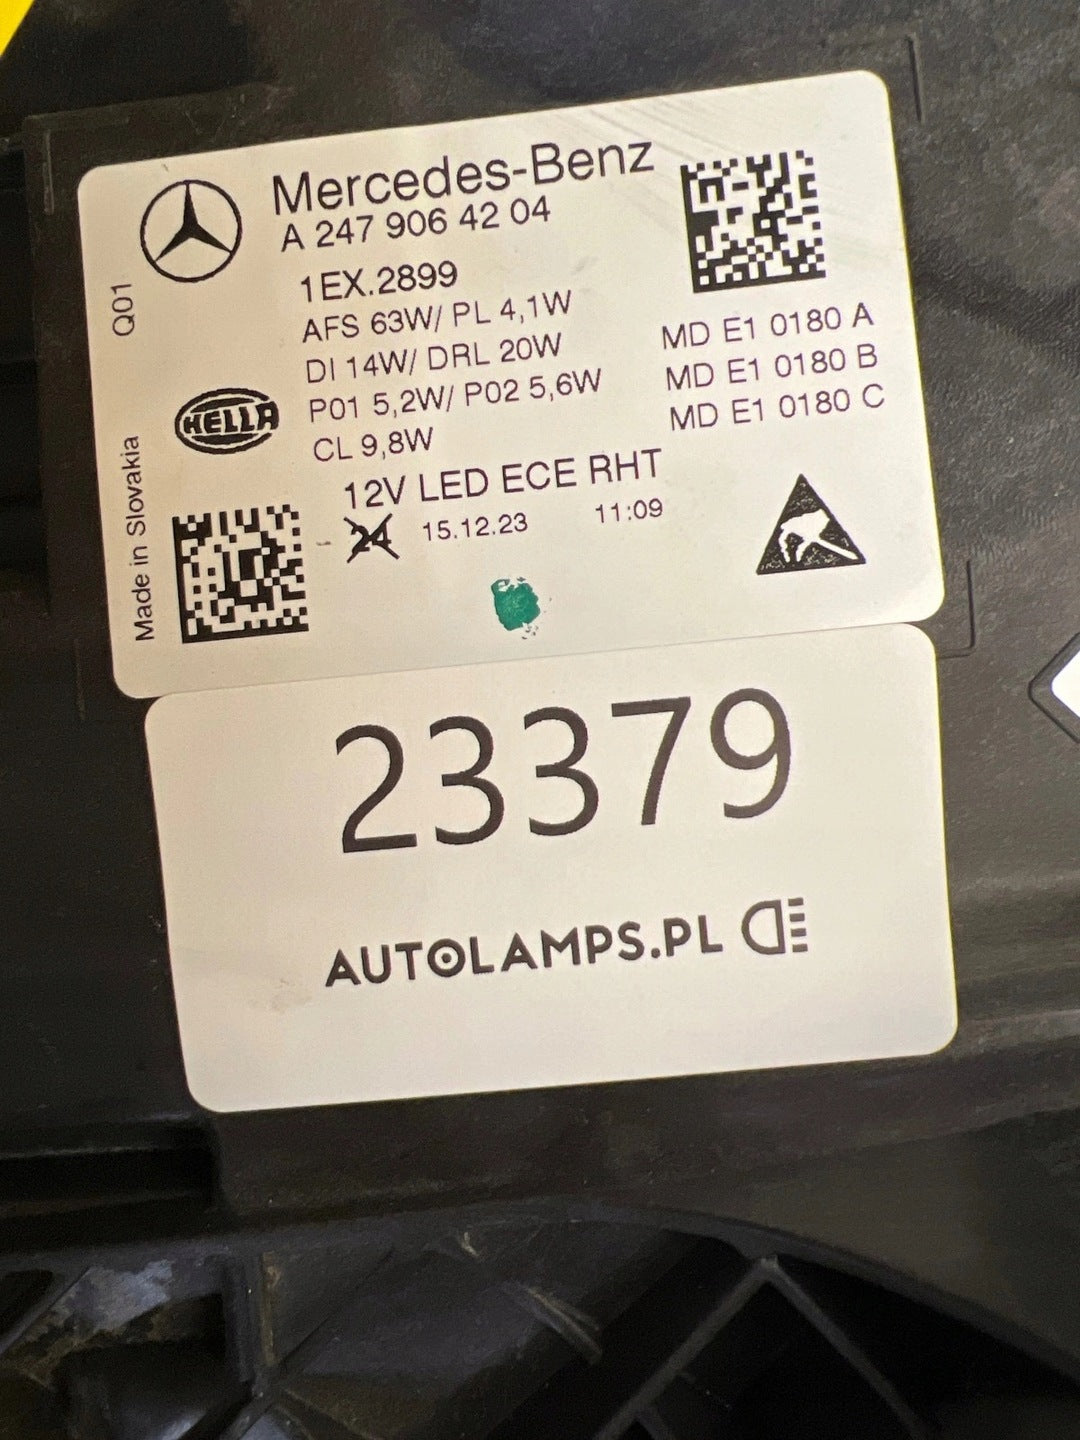 Mercedes-Benz
A 247 906 42 04
1EX.2899
AFS 63W/ PL 4,1W
DI 14W/ DRL 20W
P01 5,2W/ P02 5,6W
CL 9,8W
MD E1 0180 A
MD E1 0180 B
MD E1 0180 C
12V LED ECE RHT
24 15.12.23 11:09
Q01
HELLA
Made in Slovakia
23379
AUTOLAMPS.PL